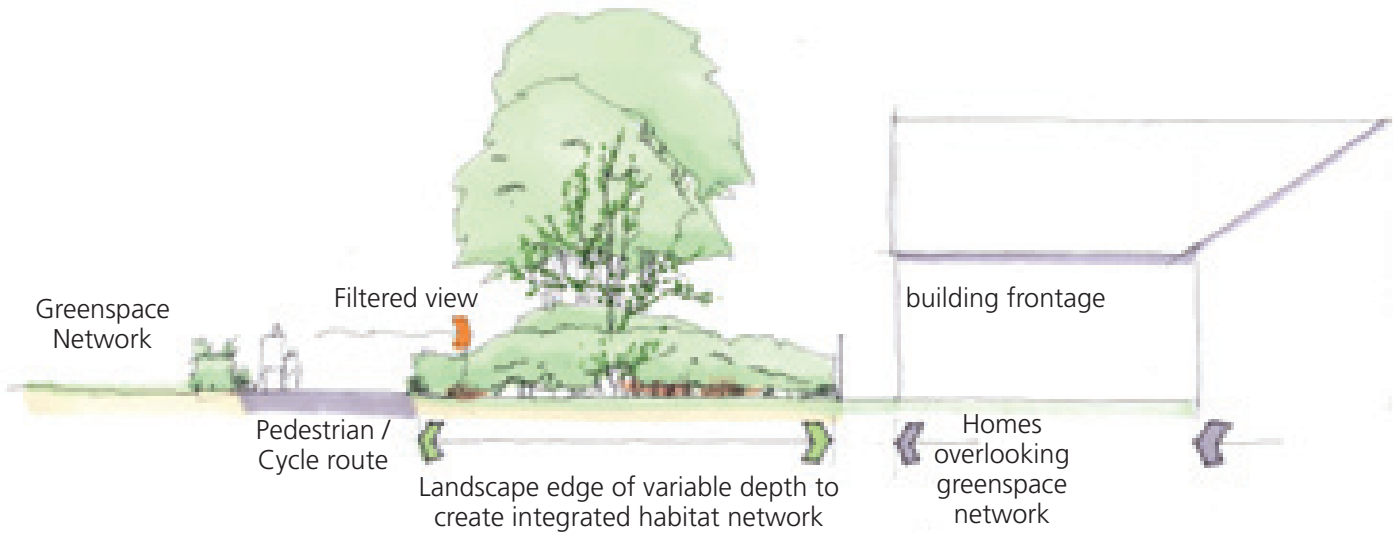 Greenspace
Network
Filtered view
building frontage
Pedestrian /
Cycle route
Landscape edge of variable depth to
create integrated habitat network
Homes
overlooking
greenspace
network